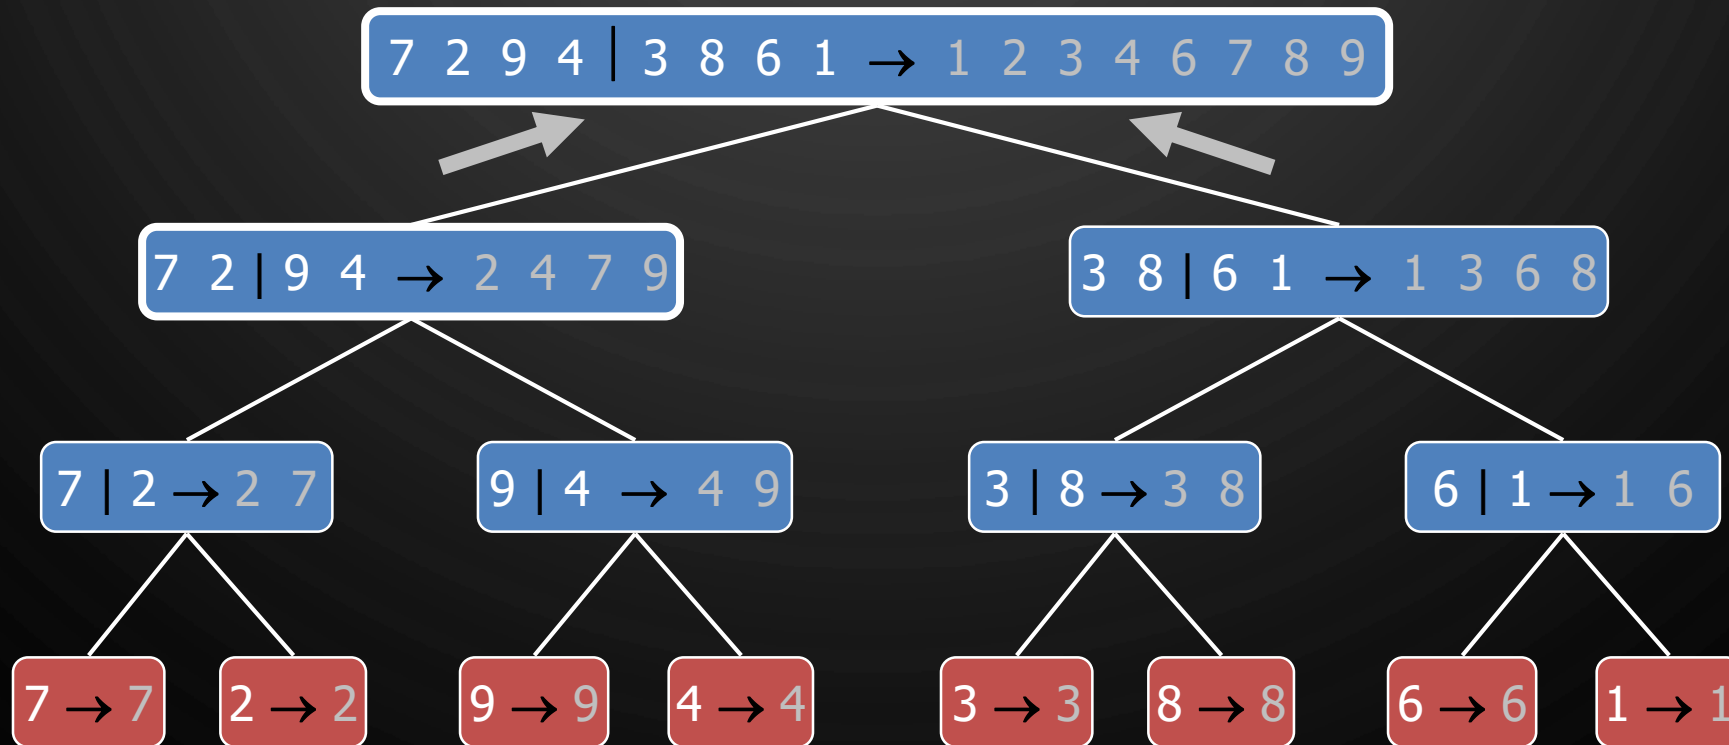 7 2 9 4 | 3 8 6 1 → 1 2 3 4 6 7 8 9
7 2 | 9 4 → 2 4 7 9
3 8 | 6 1 → 1 3 6 8
7 | 2 → 2 7
9 | 4 → 4 9
3 | 8 → 3 8
6 | 1 → 1 6
7 → 7
2 → 2
9 → 9
4 → 4
3 → 3
8 → 8
6 → 6
1 → 1